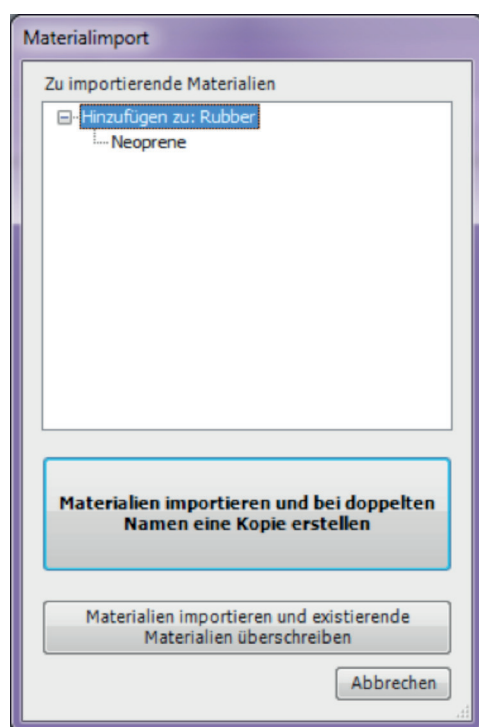 Materialimport
Zu importierende Materialien
Hinzufügen zu: Rubber
Neoprene
Materialien importieren und bei doppelten
Namen eine Kopie erstellen
Materialien importieren und existierende
Materialien überschreiben
Abbrechen